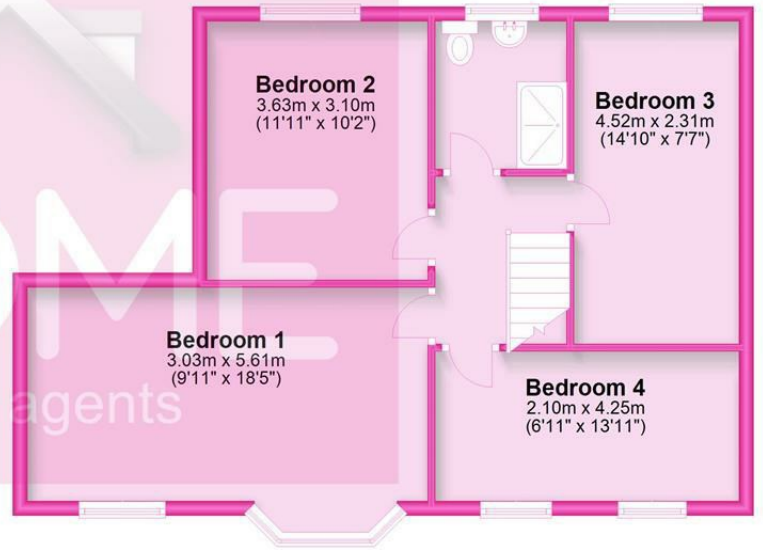 Bedroom 2
3.63m x 3.10m
(11'11" x 10'2")
Bedroom 3
4.52m x 2.31m
(14'10" x 7'7")
OME
agents
Bedroom 1
3.03m x 5.61m
(9'11" x 18'5")
Bedroom 4
2.10m x 4.25m
(6'11" x 13'11")